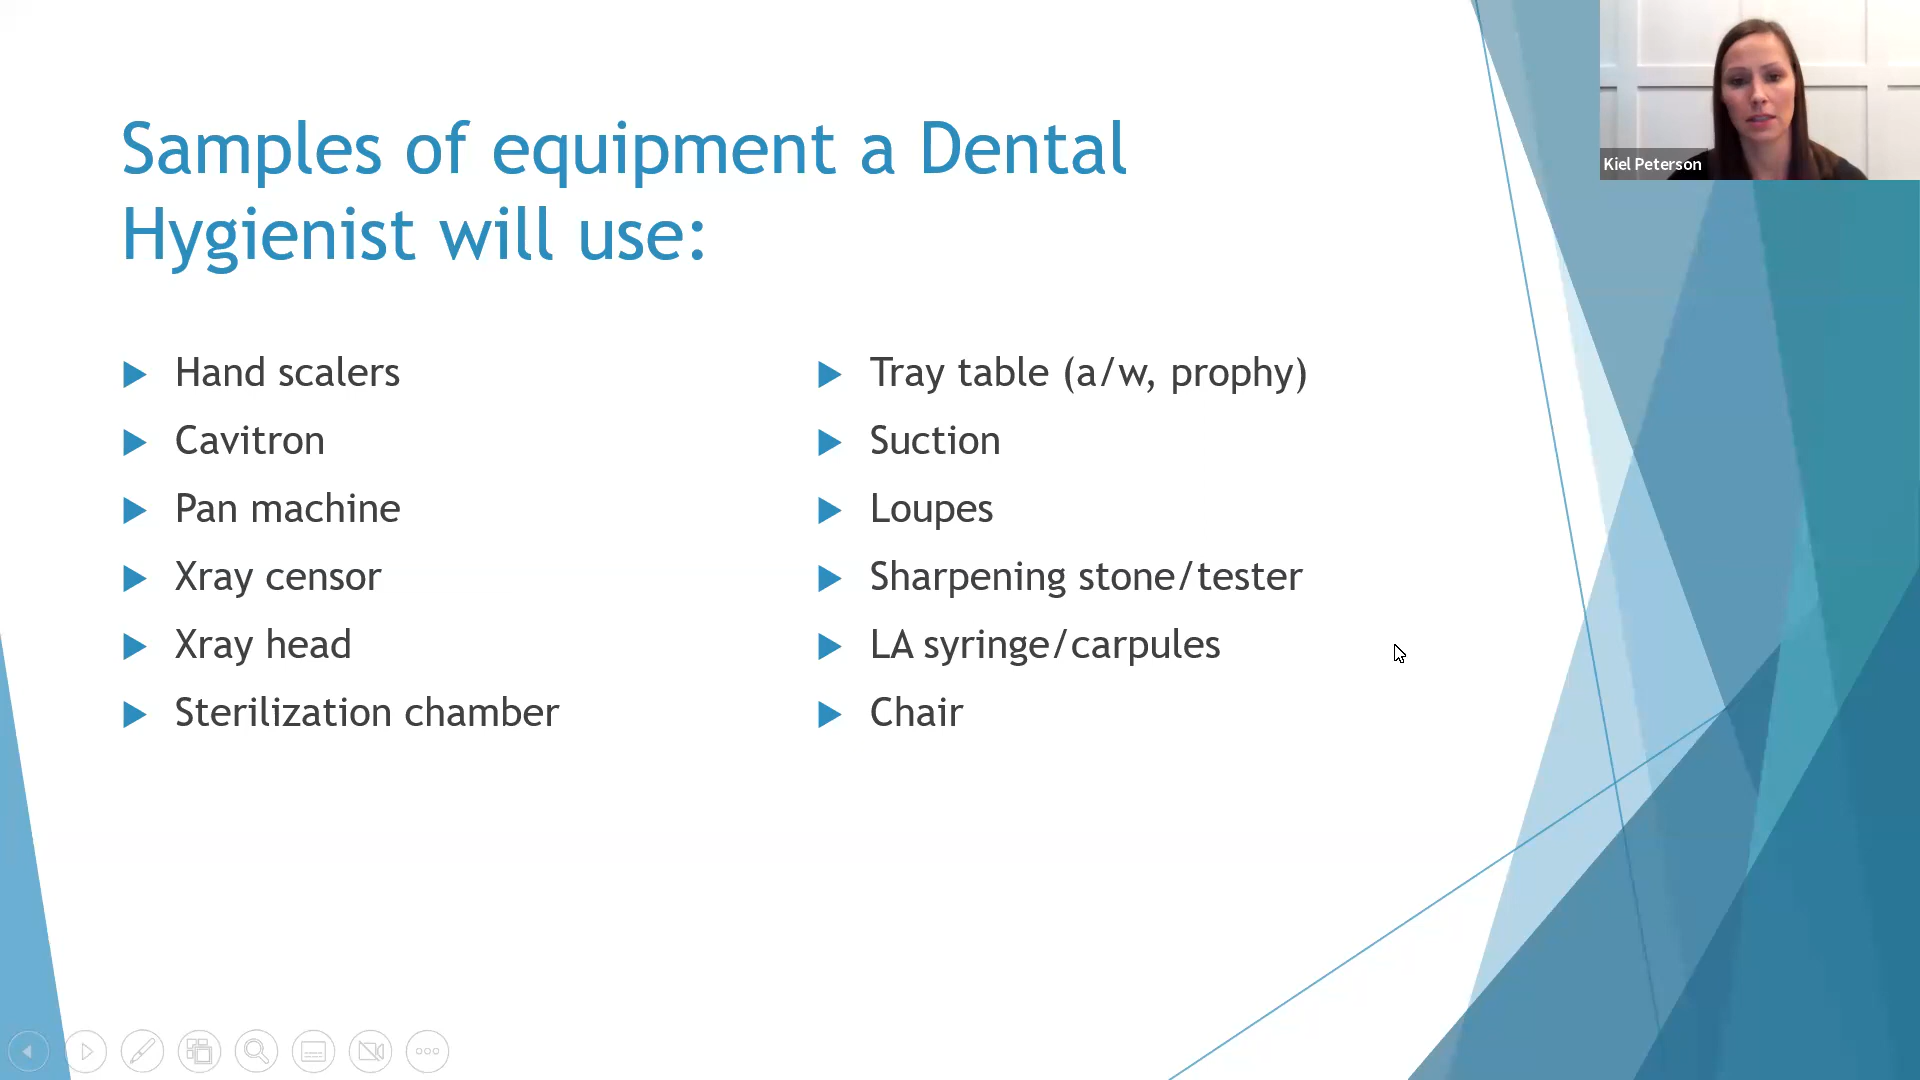 Samples of equipment a Dental
Hygienist will use:
Hand scalers
Cavitron
Pan machine
Xray censor
Xray head
Sterilization chamber
Tray table (a/w, prophy)
Suction
Loupes
Sharpening stone/tester
LA syringe/carpules
Chair
Kiel Peterson